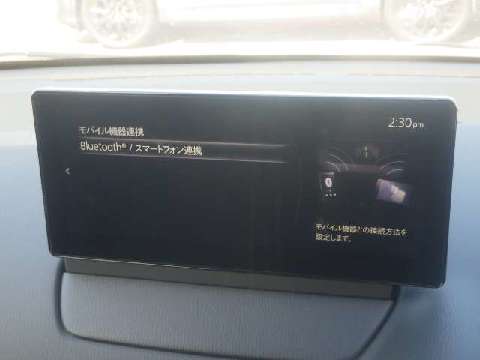 2:30pm
モバイル機器連携
Bluetooth® / スマートフォン連携
モバイル機器との接続方法を
設定します。